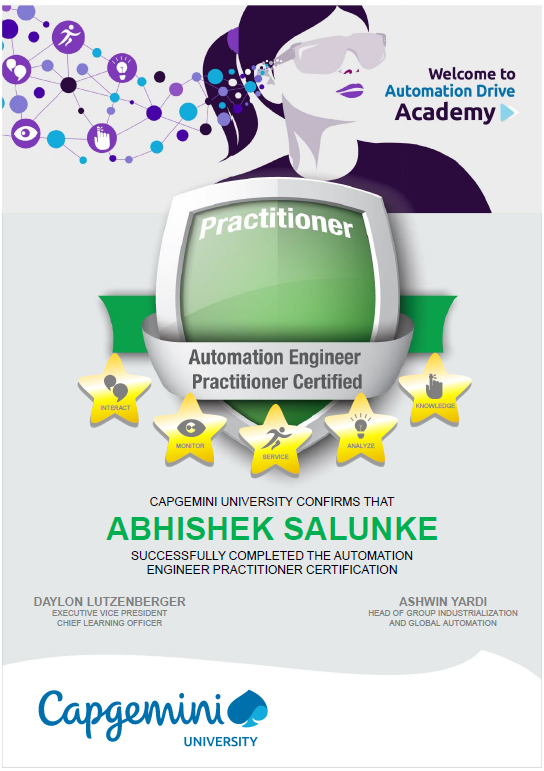 Welcome to
Automation Drive
Academy
Practitioner
Automation Engineer
Practitioner Certified
INTERACT
MONITOR
SERVICE
ANALYZE
KNOWLEDGE
CAPGEMINI UNIVERSITY CONFIRMS THAT
ABHISHEK SALUNKE
SUCCESSFULLY COMPLETED THE AUTOMATION
ENGINEER PRACTITIONER CERTIFICATION
DAYLON LUTZENBERGER
EXECUTIVE VICE PRESIDENT
CHIEF LEARNING OFFICER
ASHWIN YARDI
HEAD OF GROUP INDUSTRIALIZATION
AND GLOBAL AUTOMATION
Capgemini
UNIVERSITY